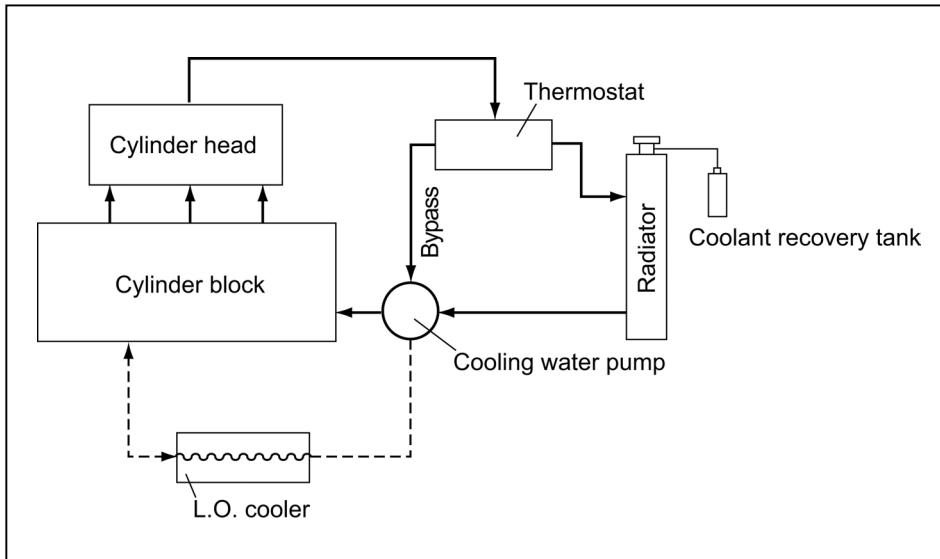 Thermostat
Cylinder head
Bypass
Radiator
Coolant recovery tank
Cylinder block
Cooling water pump
L.O. cooler